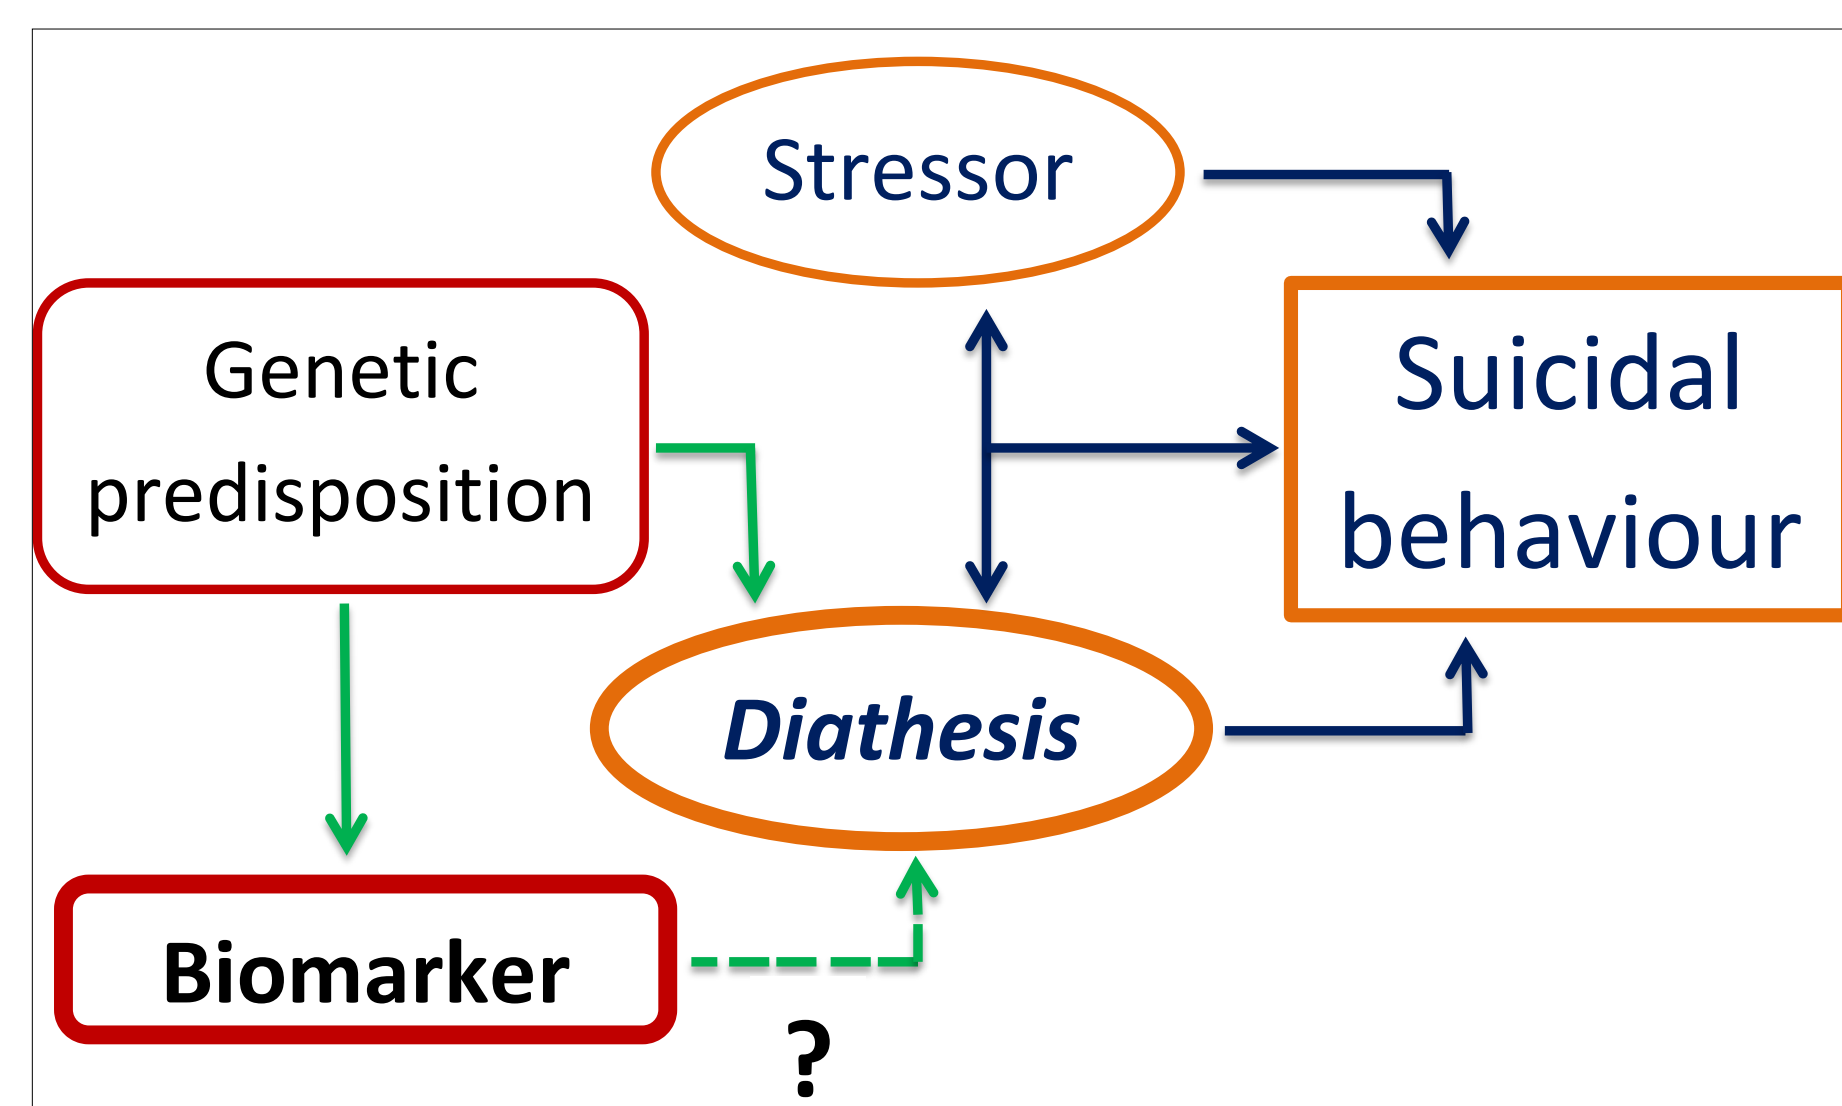 Stressor
Genetic
predisposition
Suicidal
behaviour
Diathesis
Biomarker
?